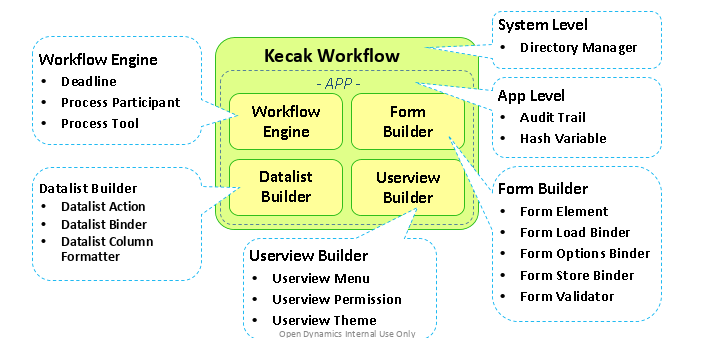 Kecak Workflow
- APP -
Workflow
Engine
Form
Builder
Datalist
Builder
Userview
Builder
Workflow Engine
• Deadline
• Process Participant
• Process Tool
Datalist Builder
• Datalist Action
• Datalist Binder
• Datalist Column
Formatter
Userview Builder
• Userview Menu
• Userview Permission
• Userview Theme
System Level
• Directory Manager
App Level
• Audit Trail
• Hash Variable
Form Builder
• Form Element
• Form Load Binder
• Form Options Binder
• Form Store Binder
• Form Validator
Open Dynamics Internal Use Only